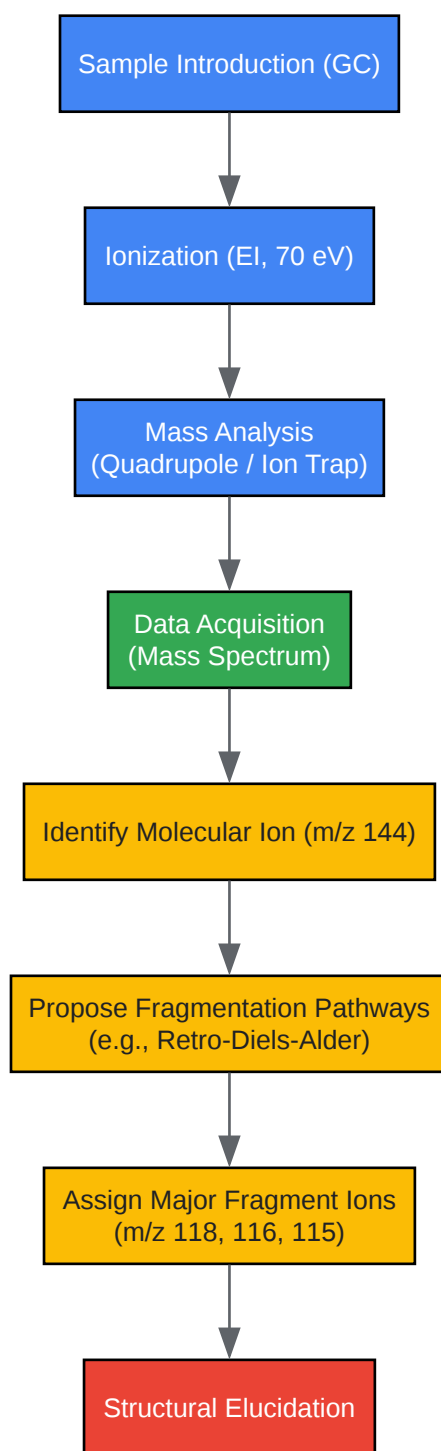 Sample Introduction (GC)
Ionization (EI, 70 eV)
Mass Analysis
(Quadrupole / Ion Trap)
Data Acquisition
(Mass Spectrum)
Identify Molecular Ion (m/z 144)
Propose Fragmentation Pathways
(e.g., Retro-Diels-Alder)
Assign Major Fragment Ions
(m/z 118, 116, 115)
Structural Elucidation